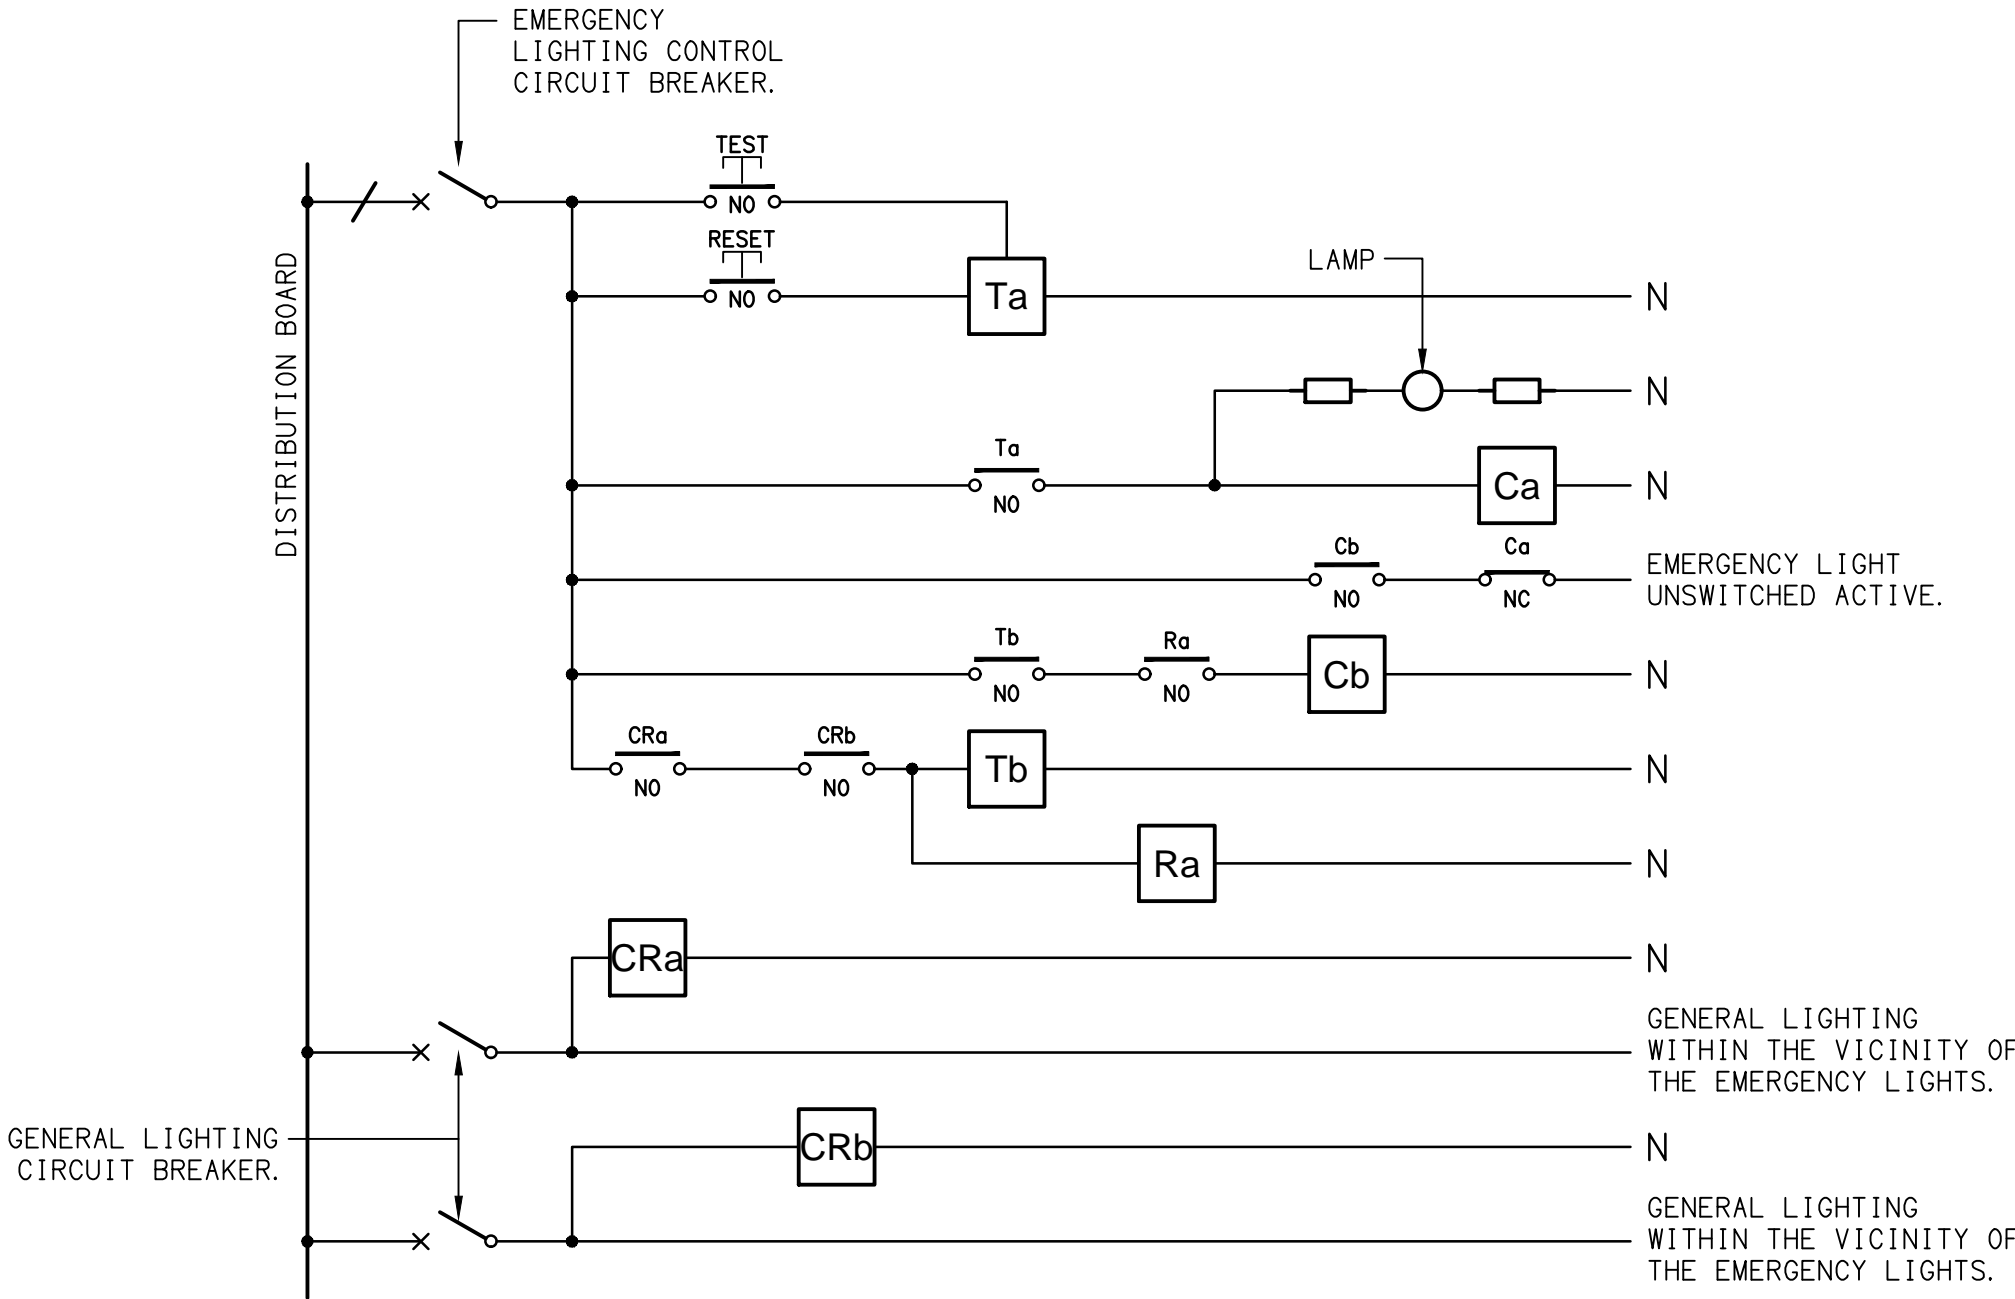 EMERGENCY
LIGHTING CONTROL
CIRCUIT BREAKER.
TEST
NO
RESET
NO
Ta
N
LAMP
N
DISTRIBUTION BOARD
Ta
NO
Ca
N
Cb
NO
Ca
NC
EMERGENCY LIGHT
UNSWITCHED ACTIVE.
Tb
NO
Ra
NO
Cb
N
CRa
NO
CRb
NO
Tb
N
Ra
N
CRa
N
GENERAL LIGHTING
WITHIN THE VICINITY OF
THE EMERGENCY LIGHTS.
GENERAL LIGHTING
CIRCUIT BREAKER.
CRb
N
GENERAL LIGHTING
WITHIN THE VICINITY OF
THE EMERGENCY LIGHTS.